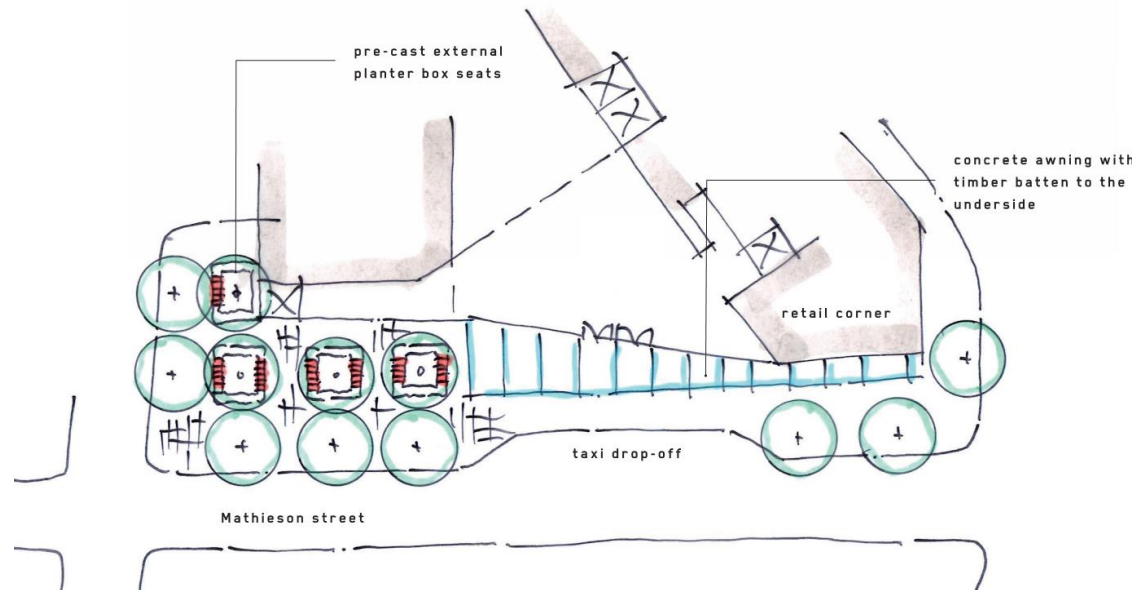 pre-cast external
planter box seats
concrete awning with
timber batten to the
underside
retail corner
taxi drop-off
Mathieson street